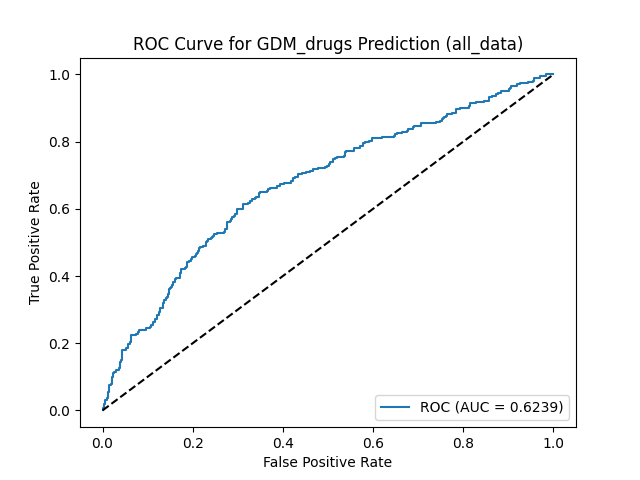 ROC Curve for GDM_drugs Prediction (all_data)
1.0
0.8
0.6
0.4
0.2
0.0
True Positive Rate
ROC (AUC = 0.6239)
0.0 0.2 0.4 0.6 0.8 1.0
False Positive Rate